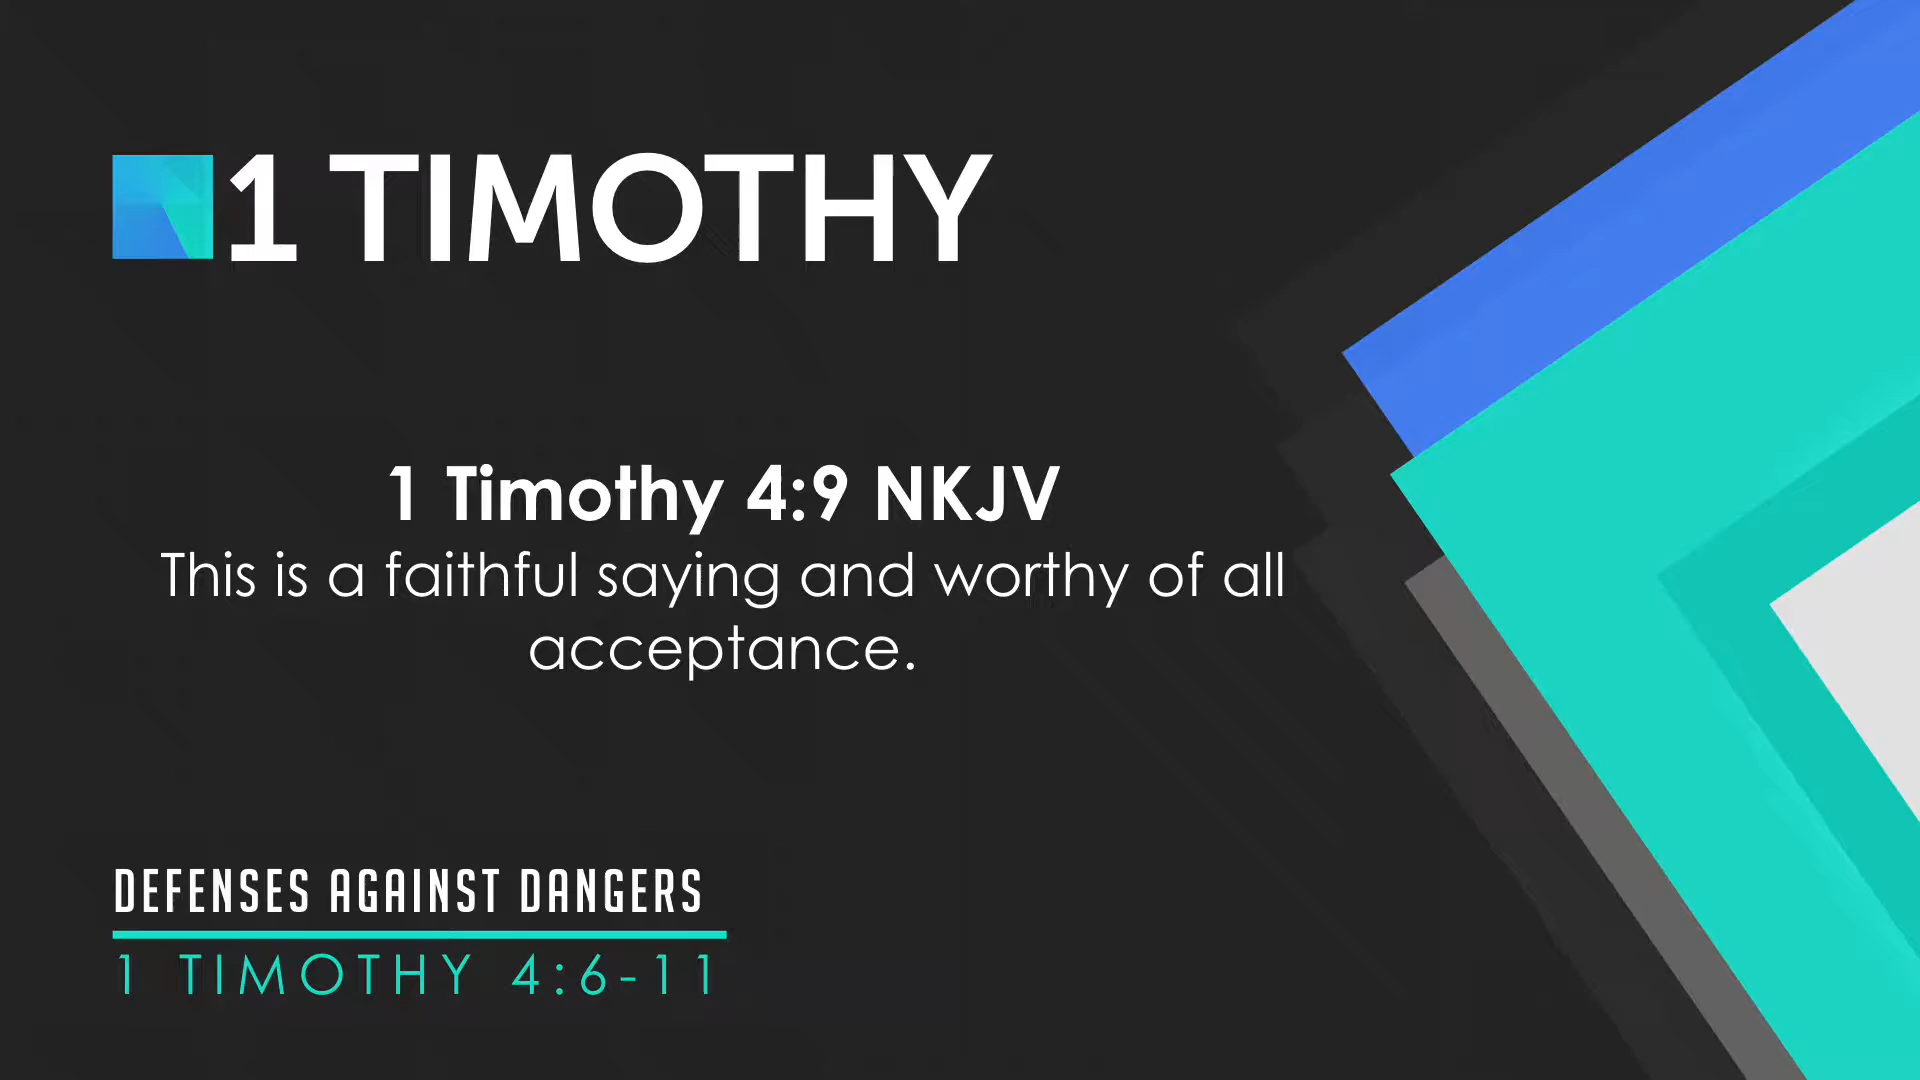 1 TIMOTHY
1 Timothy 4:9 NKJV
This is a faithful saying and worthy of all
acceptance.
DEFENSES AGAINST DANGERS
1 TIMOTHY 4:6-11